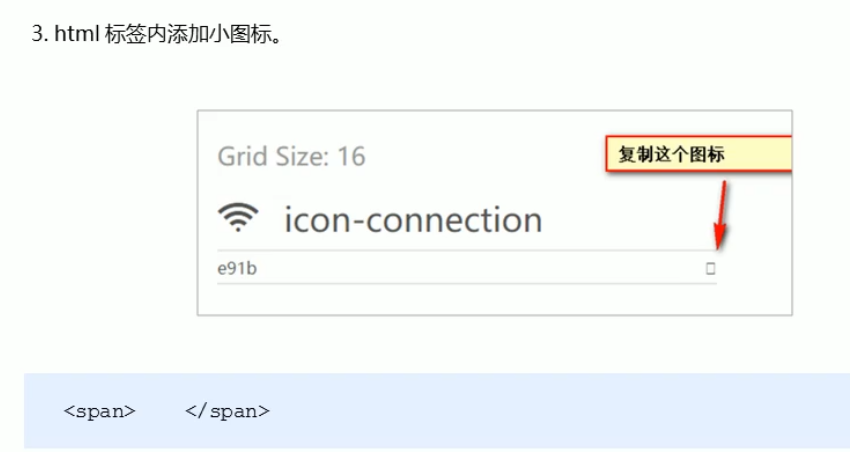 3. html 标签内添加小图标。
Grid Size: 16
复制这个图标
icon-connection
e91b
<span>    </span>